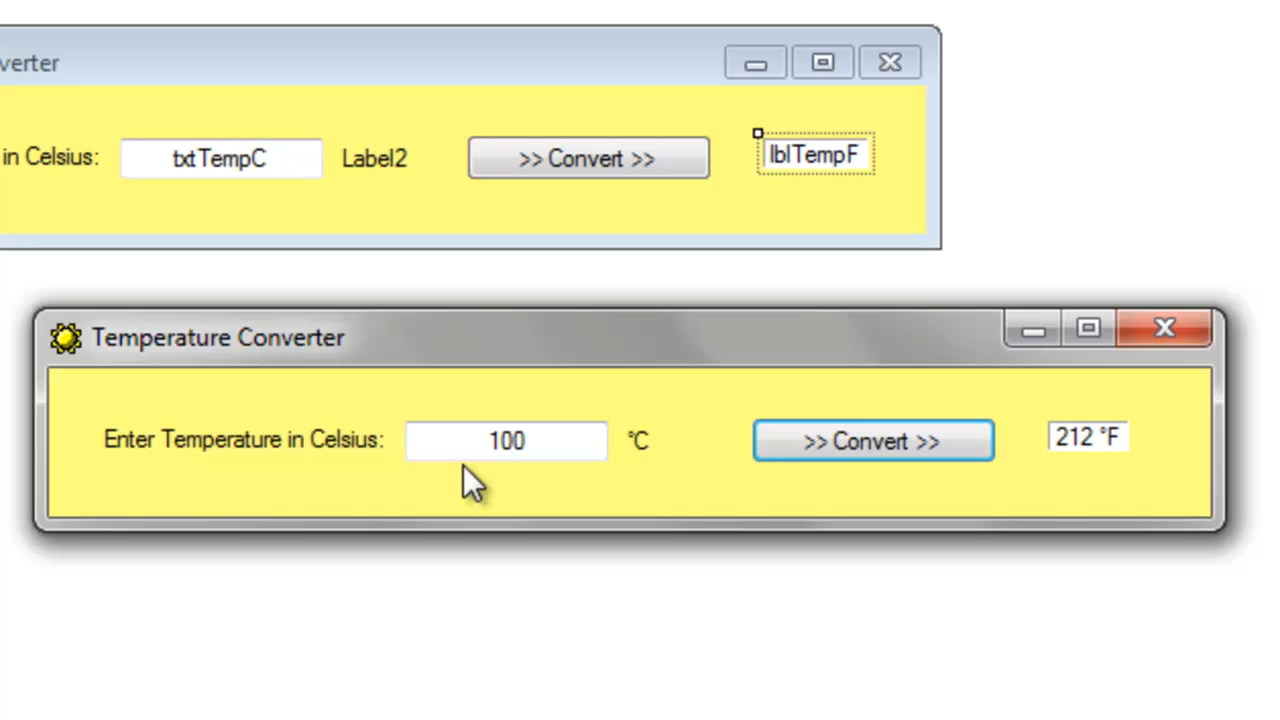 verter
in Celsius: txtTempC Label2 >> Convert >> lblTempF
Temperature Converter
Enter Temperature in Celsius: 100 °C >> Convert >> 212 °F